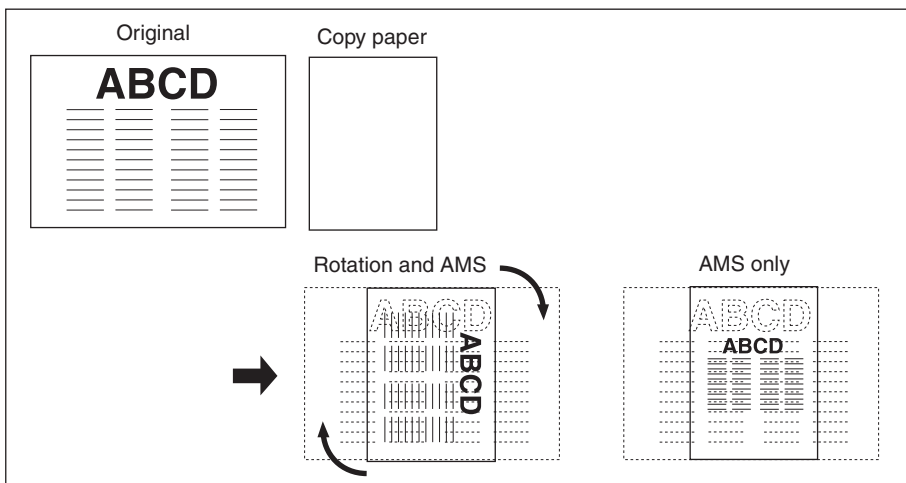 Original
Copy paper
ABCD
Rotation and AMS
AMS only
ABCD
ABCD
ABCD
ABCD